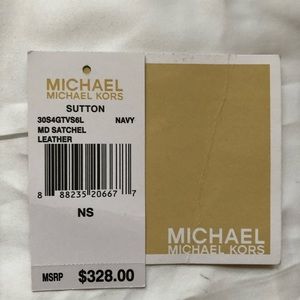 MICHAEL
MICHAEL KORS
SUTTON
30S4GTVS6L NAVY
MD SATCHEL
LEATHER
8 88235 20667 7
NS
MSRP $328.00
MICHAEL
MICHAEL KORS